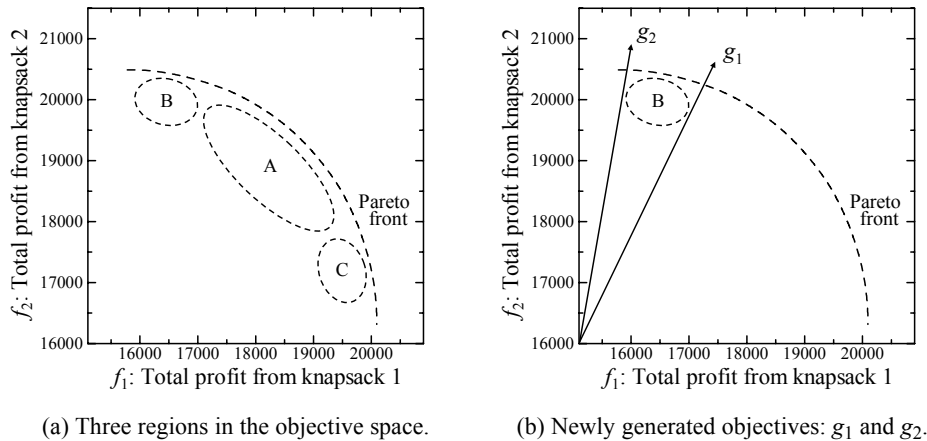 f₂: Total profit from knapsack 2
21000
20000
19000
18000
17000
16000
B
A
C
Pareto
front
16000 17000 18000 19000 20000
f₁: Total profit from knapsack 1
(a) Three regions in the objective space.
f₂: Total profit from knapsack 2
21000
20000
19000
18000
17000
16000
g₂
g₁
B
Pareto
front
16000 17000 18000 19000 20000
f₁: Total profit from knapsack 1
(b) Newly generated objectives: g₁ and g₂.